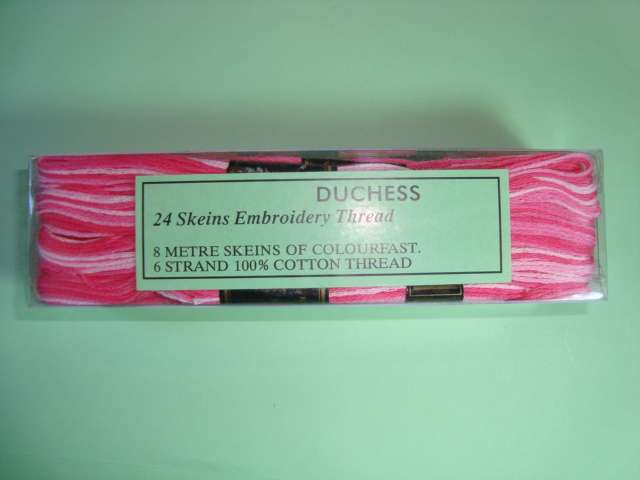 DUCHESS
24 Skeins Embroidery Thread
8 METRE SKEINS OF COLOURFAST.
6 STRAND 100% COTTON THREAD